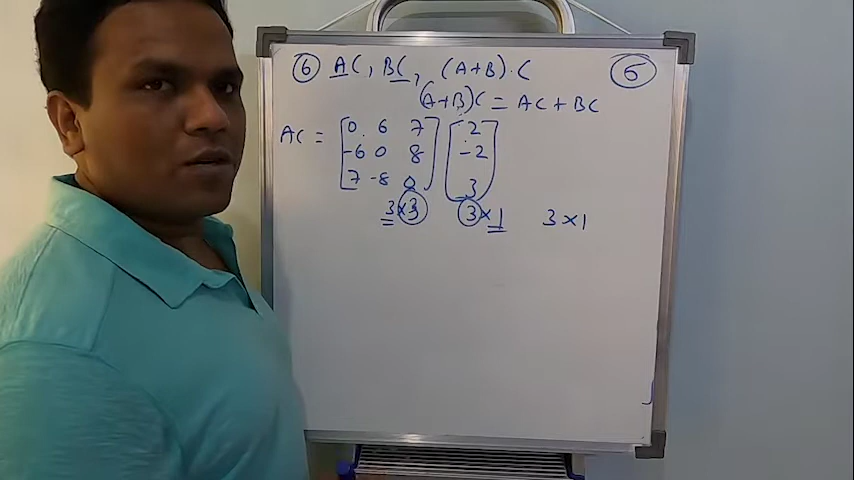 6 AC, BC, (A+B).C 6
(A+B)C = AC + BC
AC = [0 6 7 [2
-6 0 8 -2
7 -8 0] 3]
3×3 3×1 3×1